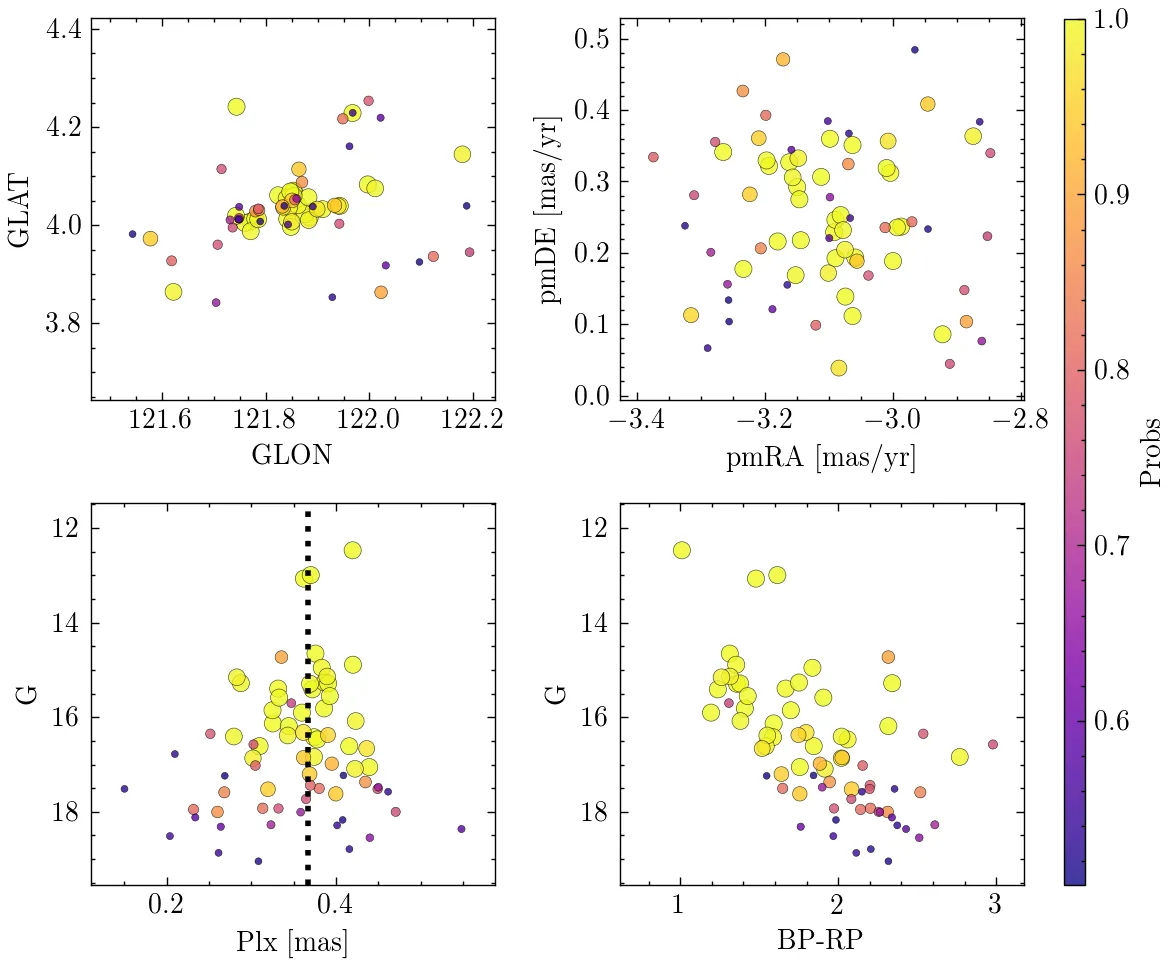 4.4
4.2
4.0
3.8
GLAT
121.6 121.8 122.0 122.2
GLON
0.5
0.4
0.3
0.2
0.1
0.0
pmDE [mas/yr]
−3.4 −3.2 −3.0 −2.8
pmRA [mas/yr]
1.0
0.9
0.8
0.7
0.6
Probs
12
14
16
18
G
0.2 0.4
Plx [mas]
12
14
16
18
G
1 2 3
BP-RP